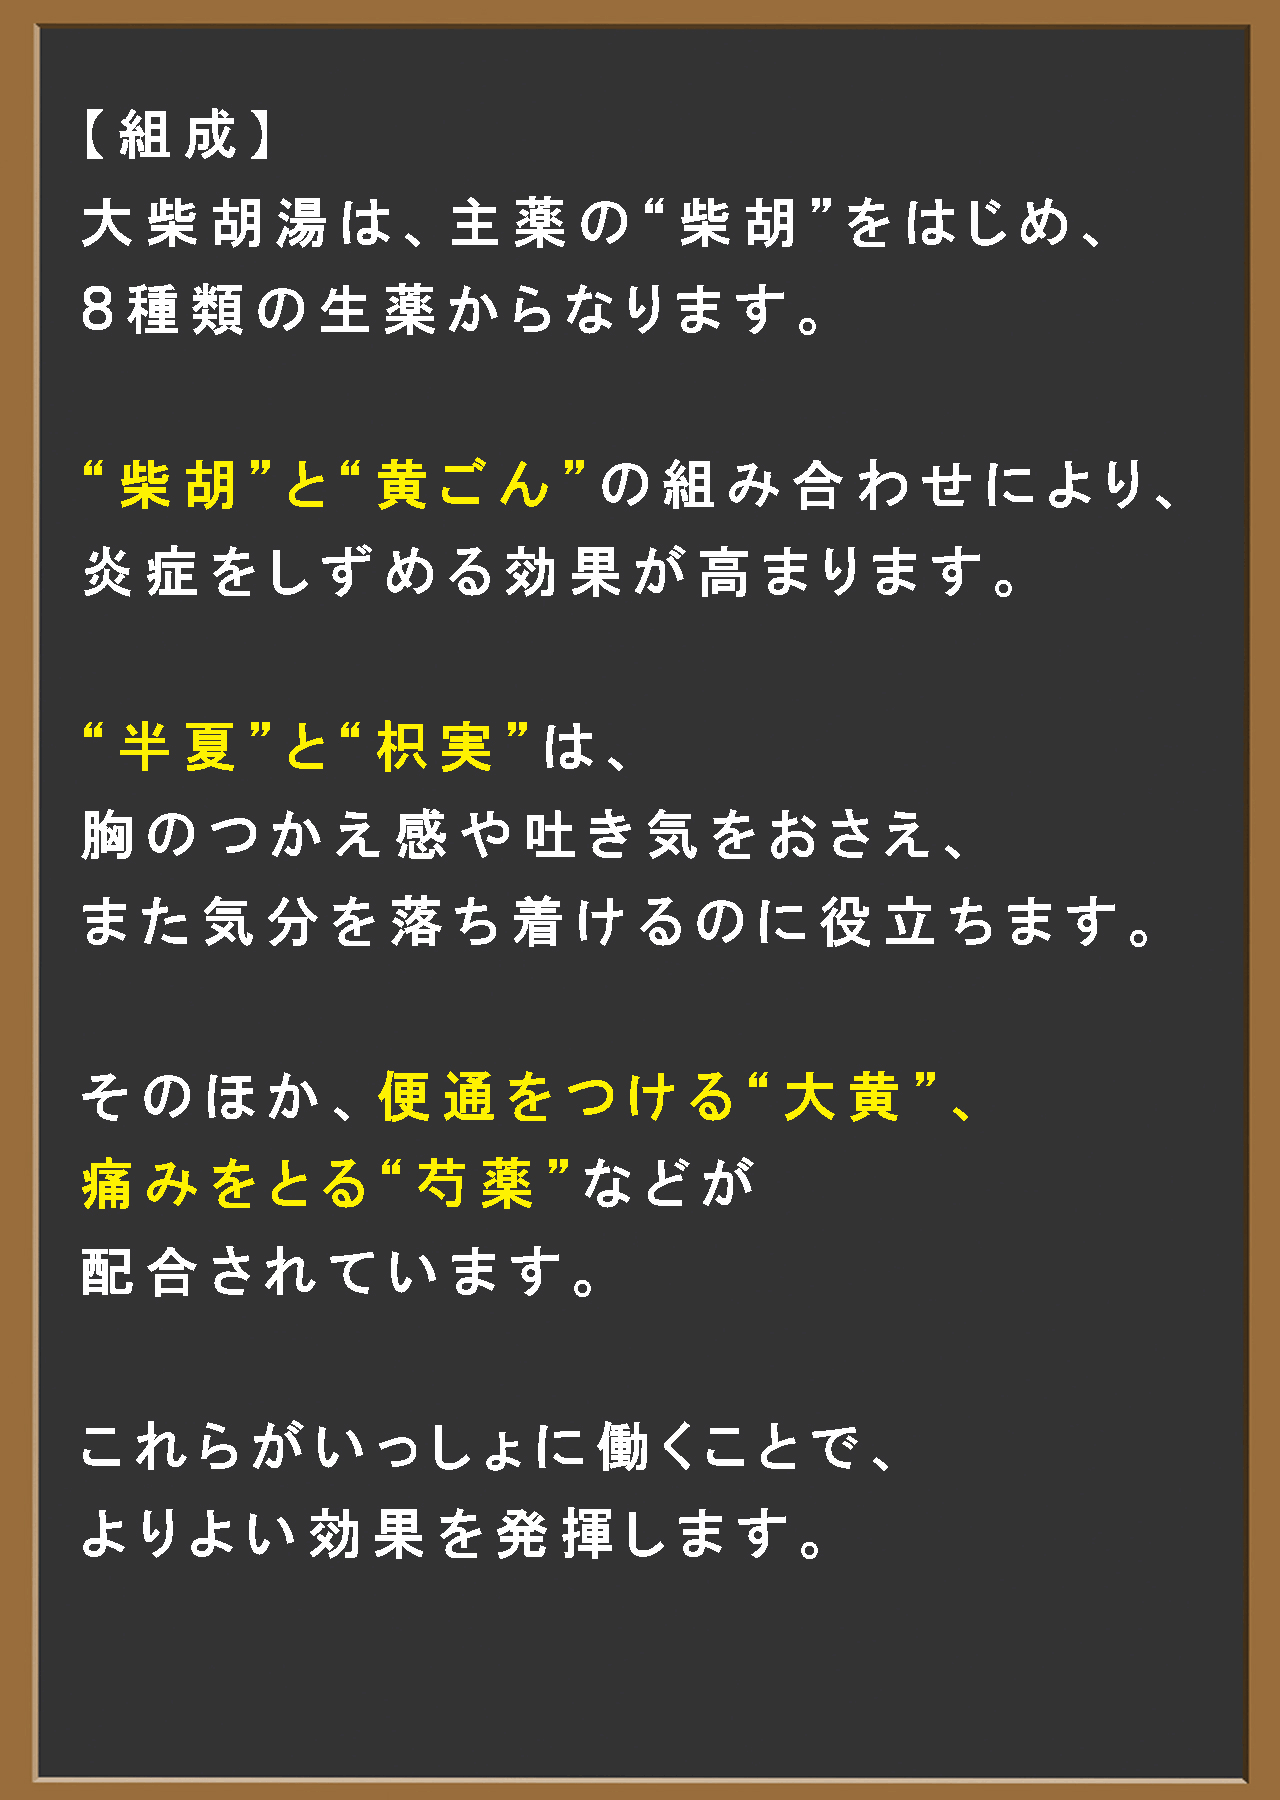 【組成】
大柴胡湯は、主薬の“柴胡”をはじめ、
8種類の生薬からなります。
“柴胡”と“黄ごん”の組み合わせにより、
炎症をしずめる効果が高まります。
“半夏”と“枳実”は、
胸のつかえ感や吐き気をおさえ、
また気分を落ち着けるのに役立ちます。
そのほか、便通をつける“大黄”、
痛みをとる“芍薬”などが
配合されています。
これらがいっしょに働くことで、
よりよい効果を発揮します。